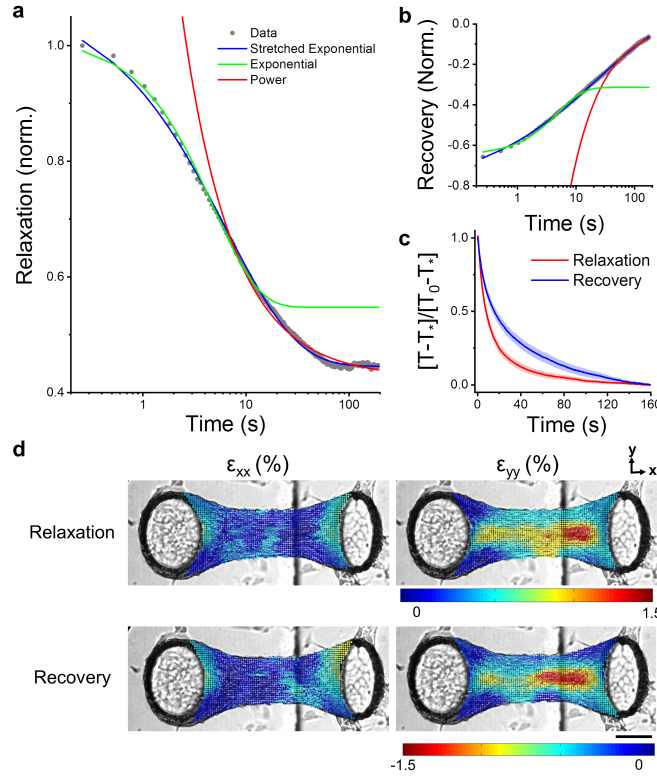 a
1.0
0.8
0.6
0.4
Relaxation (norm.)
1
10
100
Time (s)
Data
Stretched Exponential
Exponential
Power
b
-0.0
-0.2
-0.4
-0.6
-0.8
Recovery (Norm.)
1
10
100
Time (s)
c
1.0
0.5
0.0
[T-T*]/[T0-T*]
Relaxation
Recovery
0
40
80
120
160
Time (s)
d
εxx (%)
εyy (%)
y
x
Relaxation
0
1.5
Recovery
-1.5
0